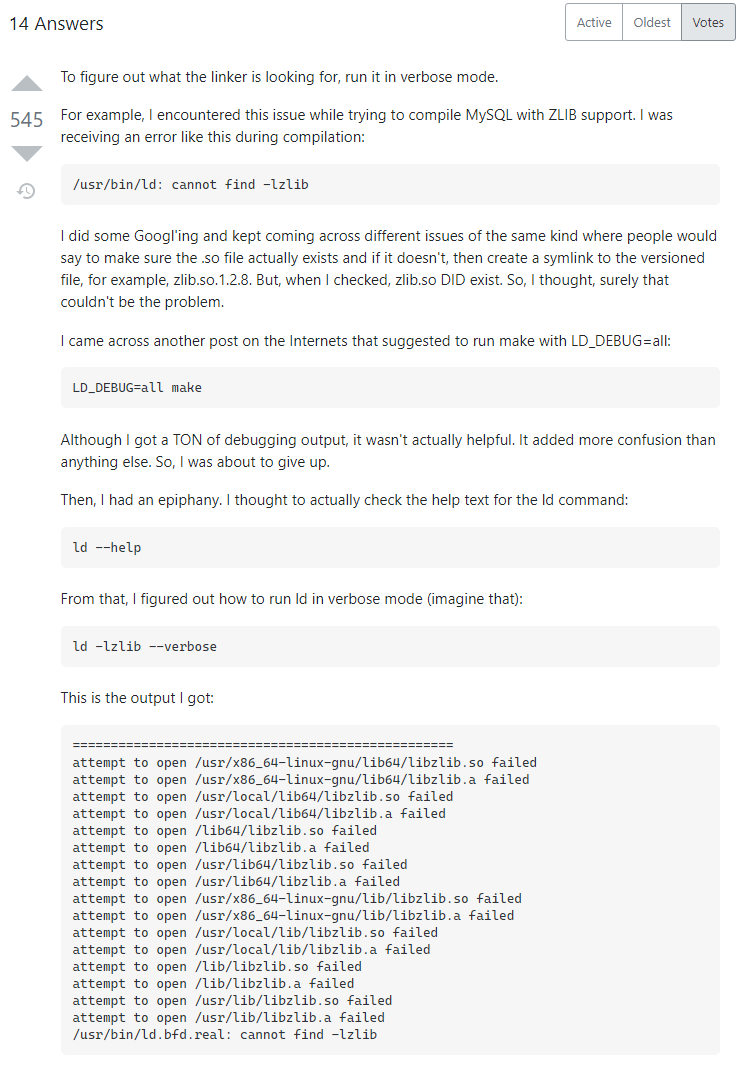 14 Answers
Active Oldest Votes
To figure out what the linker is looking for, run it in verbose mode.
545
For example, I encountered this issue while trying to compile MySQL with ZLIB support. I was
receiving an error like this during compilation:
/usr/bin/ld: cannot find -lzlib
I did some Googl'ing and kept coming across different issues of the same kind where people would
say to make sure the .so file actually exists and if it doesn't, then create a symlink to the versioned
file, for example, zlib.so.1.2.8. But, when I checked, zlib.so DID exist. So, I thought, surely that
couldn't be the problem.
I came across another post on the Internets that suggested to run make with LD_DEBUG=all:
LD_DEBUG=all make
Although I got a TON of debugging output, it wasn't actually helpful. It added more confusion than
anything else. So, I was about to give up.
Then, I had an epiphany. I thought to actually check the help text for the ld command:
ld --help
From that, I figured out how to run ld in verbose mode (imagine that):
ld -lzlib --verbose
This is the output I got:
==================================================
attempt to open /usr/x86_64-linux-gnu/lib64/libzlib.so failed
attempt to open /usr/x86_64-linux-gnu/lib64/libzlib.a failed
attempt to open /usr/local/lib64/libzlib.so failed
attempt to open /usr/local/lib64/libzlib.a failed
attempt to open /lib64/libzlib.so failed
attempt to open /lib64/libzlib.a failed
attempt to open /usr/lib64/libzlib.so failed
attempt to open /usr/lib64/libzlib.a failed
attempt to open /usr/x86_64-linux-gnu/lib/libzlib.so failed
attempt to open /usr/x86_64-linux-gnu/lib/libzlib.a failed
attempt to open /usr/local/lib/libzlib.so failed
attempt to open /usr/local/lib/libzlib.a failed
attempt to open /lib/libzlib.so failed
attempt to open /lib/libzlib.a failed
attempt to open /usr/lib/libzlib.so failed
attempt to open /usr/lib/libzlib.a failed
/usr/bin/ld.bfd.real: cannot find -lzlib